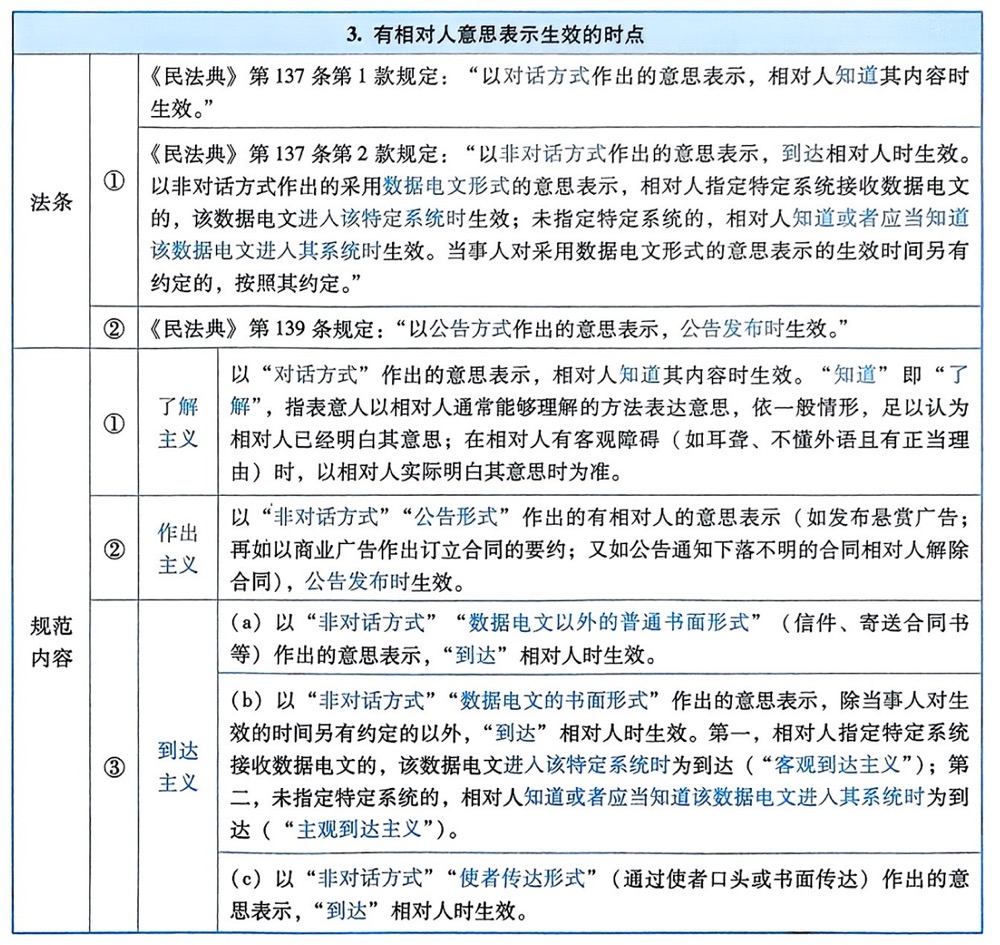 3. 有相对人意思表示生效的时点
法条
①
《民法典》第 137 条第 1 款规定：“以对话方式作出的意思表示，相对人知道其内容时
生效。”
《民法典》第 137 条第 2 款规定：“以非对话方式作出的意思表示，到达相对人时生效。
以非对话方式作出的采用数据电文形式的意思表示，相对人指定特定系统接收数据电文
的，该数据电文进入该特定系统时生效；未指定特定系统的，相对人知道或者应当知道
该数据电文进入其系统时生效。当事人对采用数据电文形式的意思表示的生效时间另有
约定的，按照其约定。”
②
《民法典》第 139 条规定：“以公告方式作出的意思表示，公告发布时生效。”
规范
内容
①
了解
主义
以“对话方式”作出的意思表示，相对人知道其内容时生效。“知道”即“了
解”，指表意人以相对人通常能够理解的方法表达意思，依一般情形，足以认为
相对人已经明白其意思；在相对人有客观障碍（如耳聋、不懂外语且有正当理
由）时，以相对人实际明白其意思时为准。
②
作出
主义
以“非对话方式”“公告形式”作出的有相对人的意思表示（如发布悬赏广告；
再如以商业广告作出订立合同的要约；又如公告通知下落不明的合同相对人解除
合同），公告发布时生效。
③
到达
主义
（a）以“非对话方式”“数据电文以外的普通书面形式”（信件、寄送合同书
等）作出的意思表示，“到达”相对人时生效。
（b）以“非对话方式”“数据电文的书面形式”作出的意思表示，除当事人对生
效的时间另有约定的以外，“到达”相对人时生效。第一，相对人指定特定系统
接收数据电文的，该数据电文进入该特定系统时为到达（“客观到达主义”）；第
二，未指定特定系统的，相对人知道或者应当知道该数据电文进入其系统时为到
达（“主观到达主义”）。
（c）以“非对话方式”“使者传达形式”（通过使者口头或书面传达）作出的意
思表示，“到达”相对人时生效。